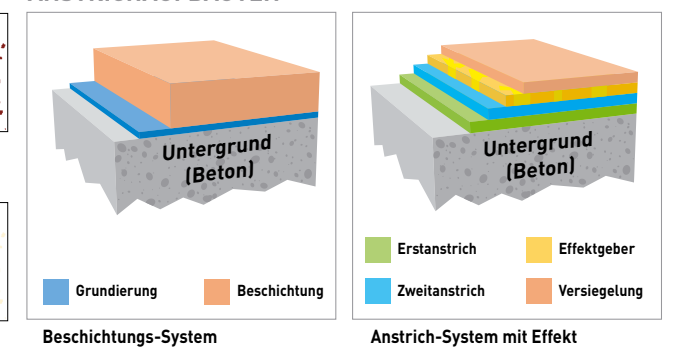 Untergrund
(Beton)
Grundierung
Beschichtung
Beschichtungs-System
Untergrund
(Beton)
Erstanstrich
Effektgeber
Zweitanstrich
Versiegelung
Anstrich-System mit Effekt